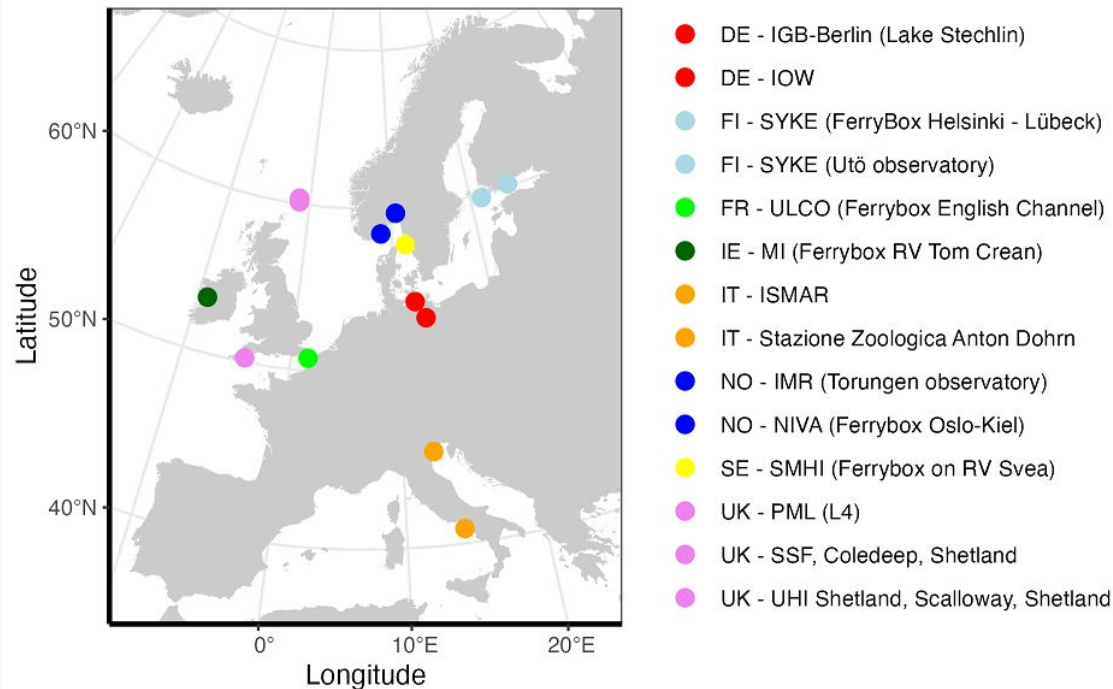 60°N
50°N
40°N
Latitude
0°
10°E
20°E
Longitude
DE - IGB-Berlin (Lake Stechlin)
DE - IOW
FI - SYKE (FerryBox Helsinki - Lübeck)
FI - SYKE (Utö observatory)
FR - ULCO (Ferrybox English Channel)
IE - MI (Ferrybox RV Tom Crean)
IT - ISMAR
IT - Stazione Zoologica Anton Dohrn
NO - IMR (Torungen observatory)
NO - NIVA (Ferrybox Oslo-Kiel)
SE - SMHI (Ferrybox on RV Svea)
UK - PML (L4)
UK - SSF, Coledeep, Shetland
UK - UHI Shetland, Scalloway, Shetland